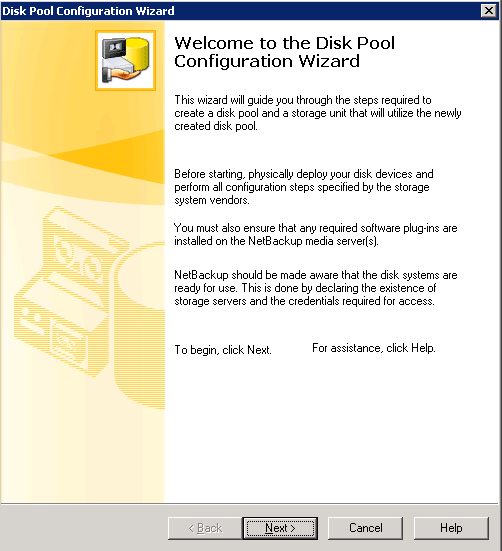 Disk Pool Configuration Wizard
Welcome to the Disk Pool
Configuration Wizard
This wizard will guide you through the steps required to
create a disk pool and a storage unit that will utilize the newly
created disk pool.
Before starting, physically deploy your disk devices and
perform all configuration steps specified by the storage
system vendors.
You must also ensure that any required software plug-ins are
installed on the NetBackup media server(s).
NetBackup should be made aware that the disk systems are
ready for use. This is done by declaring the existence of
storage servers and the credentials required for access.
To begin, click Next. For assistance, click Help.
< Back Next > Cancel Help